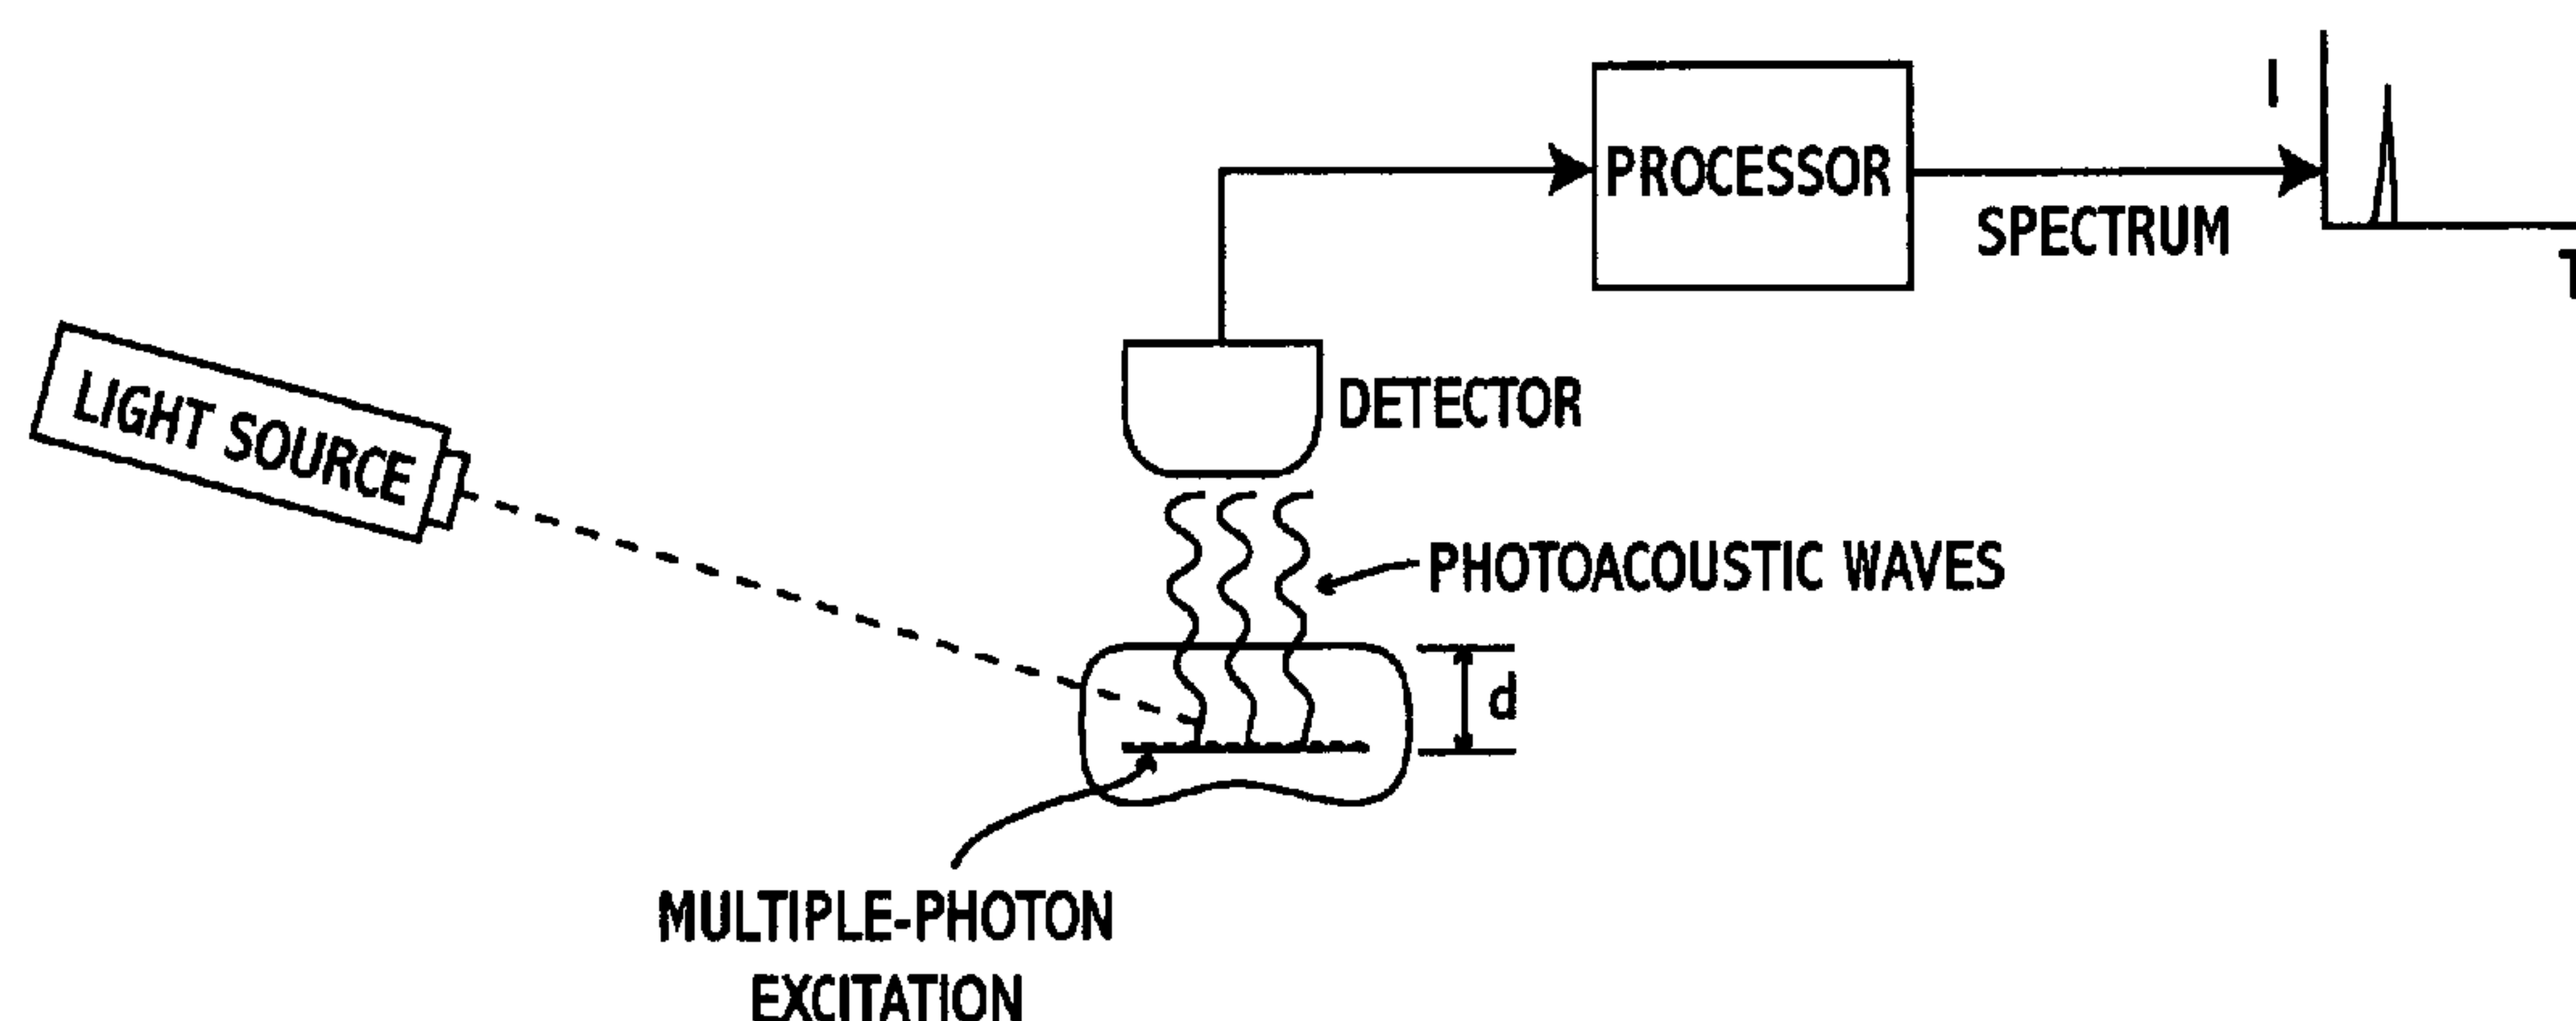 I
PROCESSOR
SPECTRUM
T
LIGHT SOURCE
DETECTOR
PHOTOACOUSTIC WAVES
d
MULTIPLE-PHOTON
EXCITATION